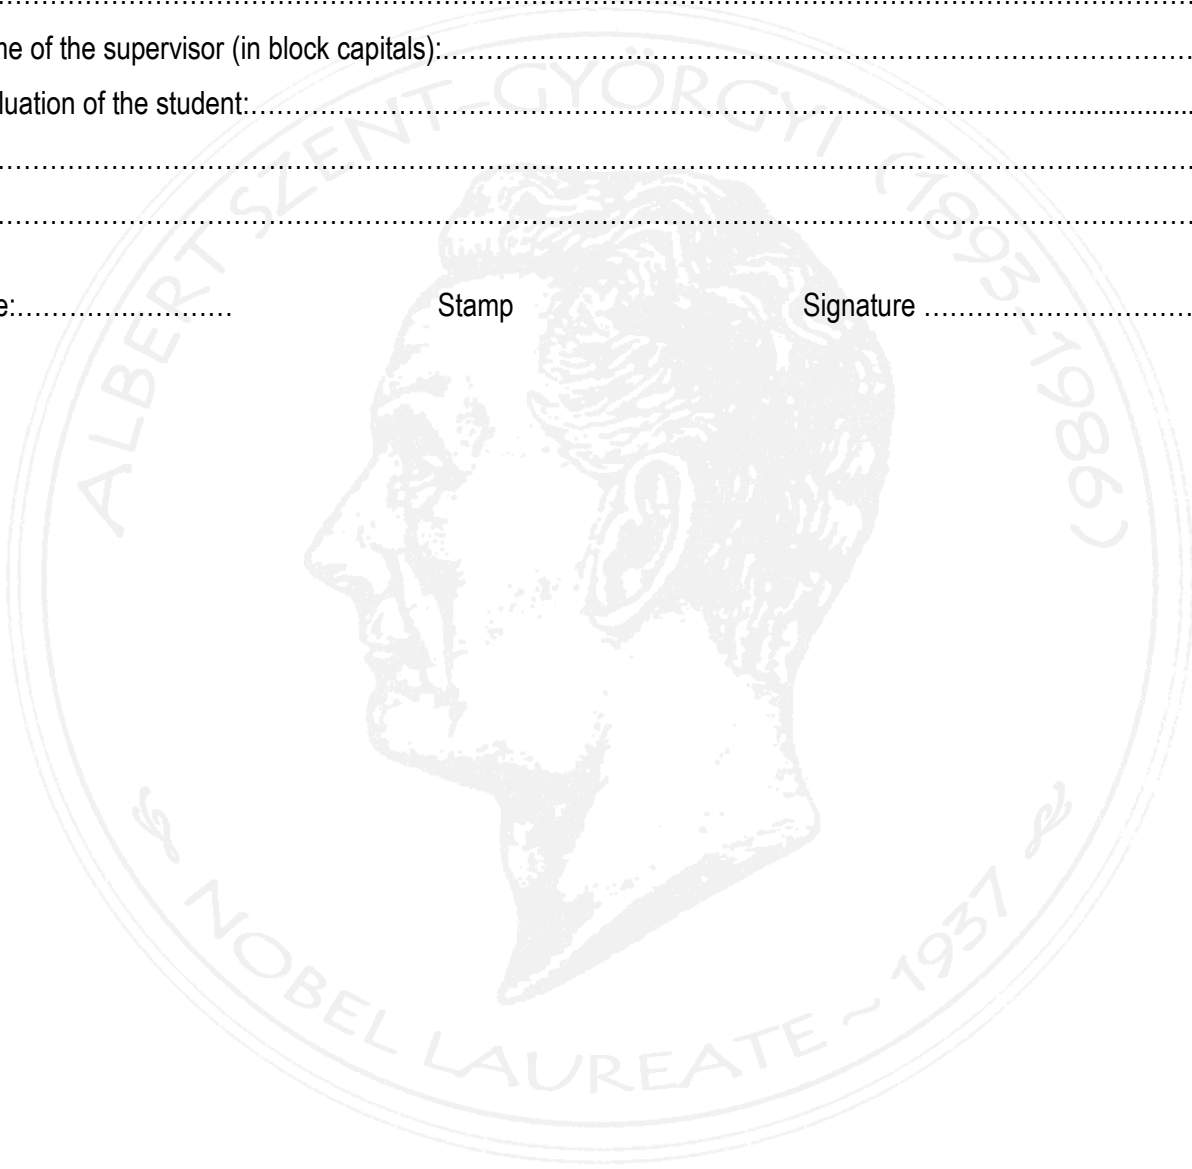 ………………………………………………………………………………………………………………………
me of the supervisor (in block capitals):……………………………………………………………………………
luation of the student:………………………………………………………………………………...............
………………………………………………………………………………………………………………………
………………………………………………………………………………………………………………………
e:……………………. Stamp Signature ………………………….
ALBERT SZENT-GYÖRGYI (1893-1986)
NOBEL LAUREATE ~ 1937